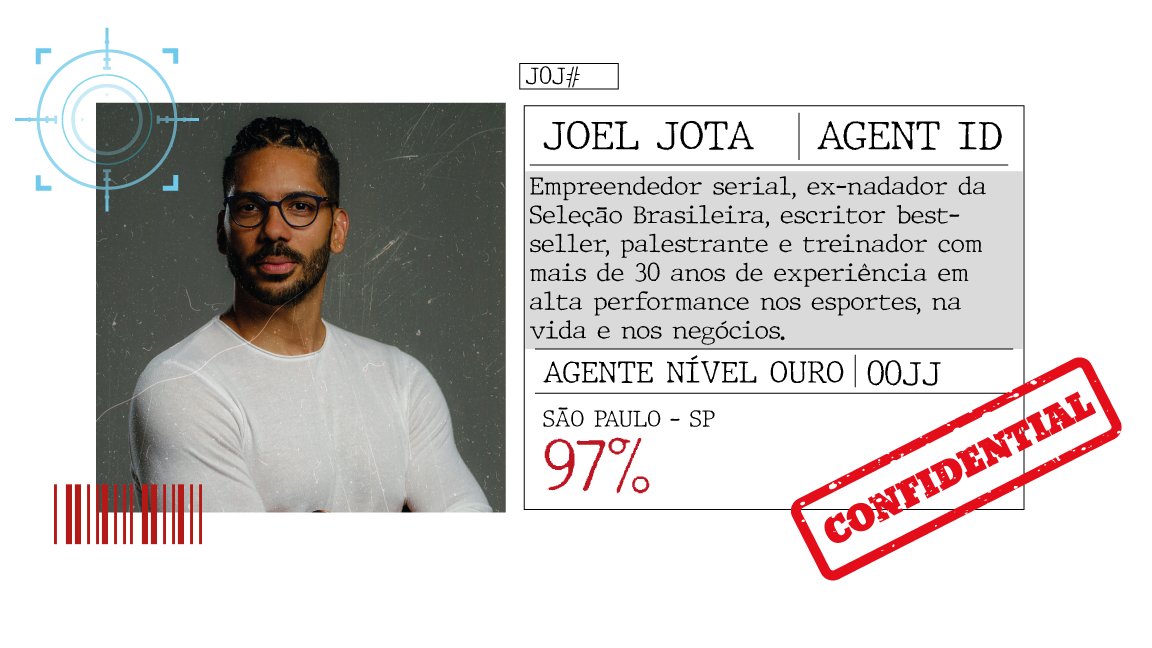 JOJ#
JOEL JOTA | AGENT ID
Empreendedor serial, ex-nadador da
Seleção Brasileira, escritor best-
seller, palestrante e treinador com
mais de 30 anos de experiência em
alta performance nos esportes, na
vida e nos negócios.
AGENTE NÍVEL OURO | 00JJ
SÃO PAULO - SP
97%
CONFIDENTIAL